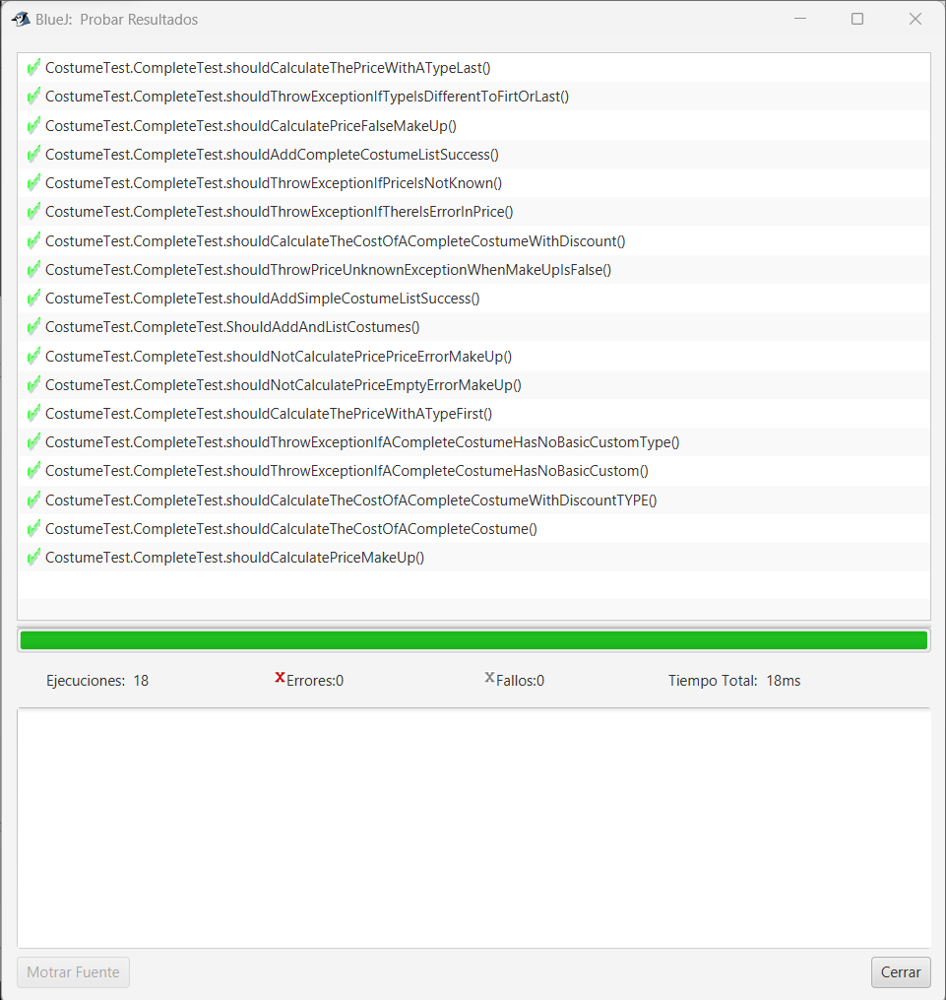 BlueJ: Probar Resultados
CostumeTest.CompleteTest.shouldCalculateThePriceWithATypeLast()
CostumeTest.CompleteTest.shouldThrowExceptionIfTypeIsDifferentToFirtOrLast()
CostumeTest.CompleteTest.shouldCalculatePriceFalseMakeUp()
CostumeTest.CompleteTest.shouldAddCompleteCostumeListSuccess()
CostumeTest.CompleteTest.shouldThrowExceptionIfPriceIsNotKnown()
CostumeTest.CompleteTest.shouldThrowExceptionIfThereIsErrorInPrice()
CostumeTest.CompleteTest.shouldCalculateTheCostOfACompleteCostumeWithDiscount()
CostumeTest.CompleteTest.shouldThrowPriceUnknownExceptionWhenMakeUpIsFalse()
CostumeTest.CompleteTest.shouldAddSimpleCostumeListSuccess()
CostumeTest.CompleteTest.ShouldAddAndListCostumes()
CostumeTest.CompleteTest.shouldNotCalculatePricePriceErrorMakeUp()
CostumeTest.CompleteTest.shouldNotCalculatePriceEmptyErrorMakeUp()
CostumeTest.CompleteTest.shouldCalculateThePriceWithATypeFirst()
CostumeTest.CompleteTest.shouldThrowExceptionIfACompleteCostumeHasNoBasicCustomType()
CostumeTest.CompleteTest.shouldThrowExceptionIfACompleteCostumeHasNoBasicCustom()
CostumeTest.CompleteTest.shouldCalculateTheCostOfACompleteCostumeWithDiscountTYPE()
CostumeTest.CompleteTest.shouldCalculateTheCostOfACompleteCostume()
CostumeTest.CompleteTest.shouldCalculatePriceMakeUp()
Ejecuciones: 18 XErrores:0 XFallos:0 Tiempo Total: 18ms
Motrar Fuente Cerrar